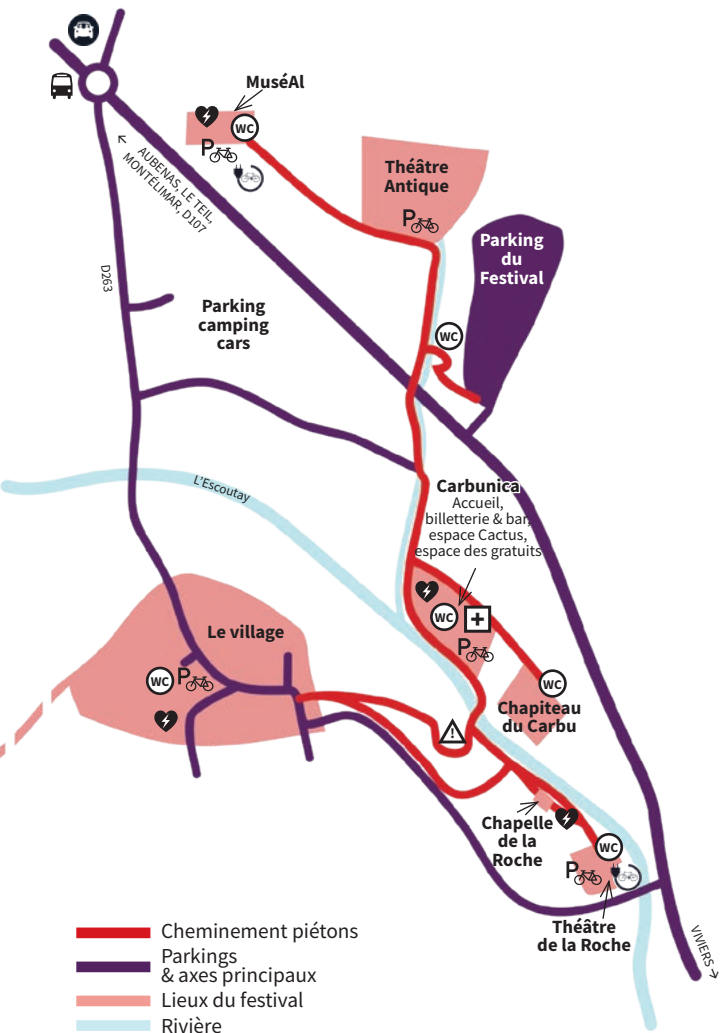 MuséAl
WC
P
AUBENAS, LE TEIL,
MONTÉLIMAR, D107
Théâtre
Antique
P
Parking
du
Festival
D263
Parking
camping
cars
WC
L'Escoutay
Carbunica
Accueil,
billetterie & bar,
espace Cactus,
espace des gratuits
WC
P
Le village
WC
P
WC
Chapiteau
du Carbu
!
Chapelle
de la
Roche
WC
P
Théâtre
de la Roche
VIVIERS
Cheminement piétons
Parkings
& axes principaux
Lieux du festival
Rivière